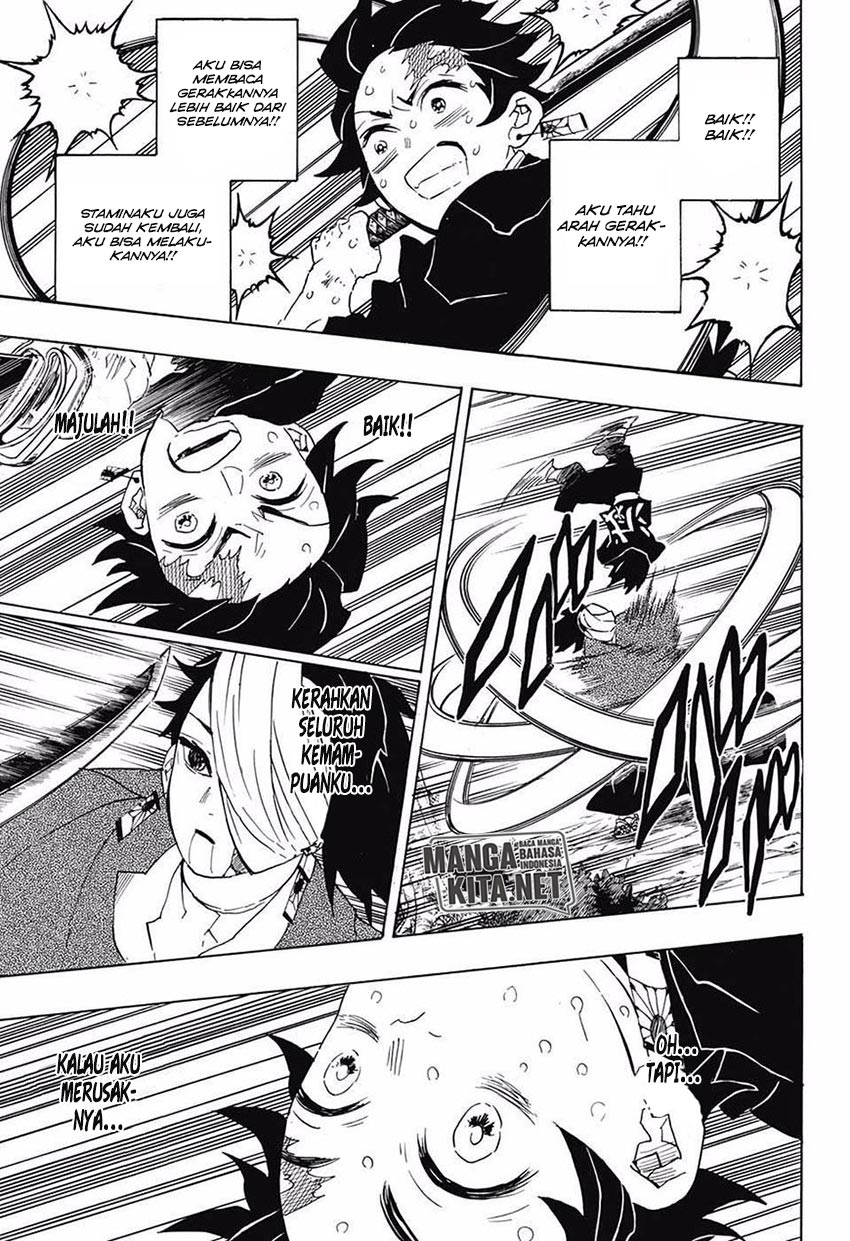 BAIK!!
BAIK!!
AKU TAHU
ARAH GERAK-
KANNYA!!
AKU BISA
MEMBACA
GERAKKANNYA
LEBIH BAIK DARI
SEBELUMNYA!!
STAMINAKU JUGA
SUDAH KEMBALI,
AKU BISA MELAKU-
KANNYA!!
BAIK!!
MAJULAH!!
KERAHKAN
SELURUH
KEMAM-
PUANKU...
MANGA
KITA.NET
BACA MANGA
BAHASA
INDONESIA
OH...
TAPI...
KALAU AKU
MERUSAK-
NYA...